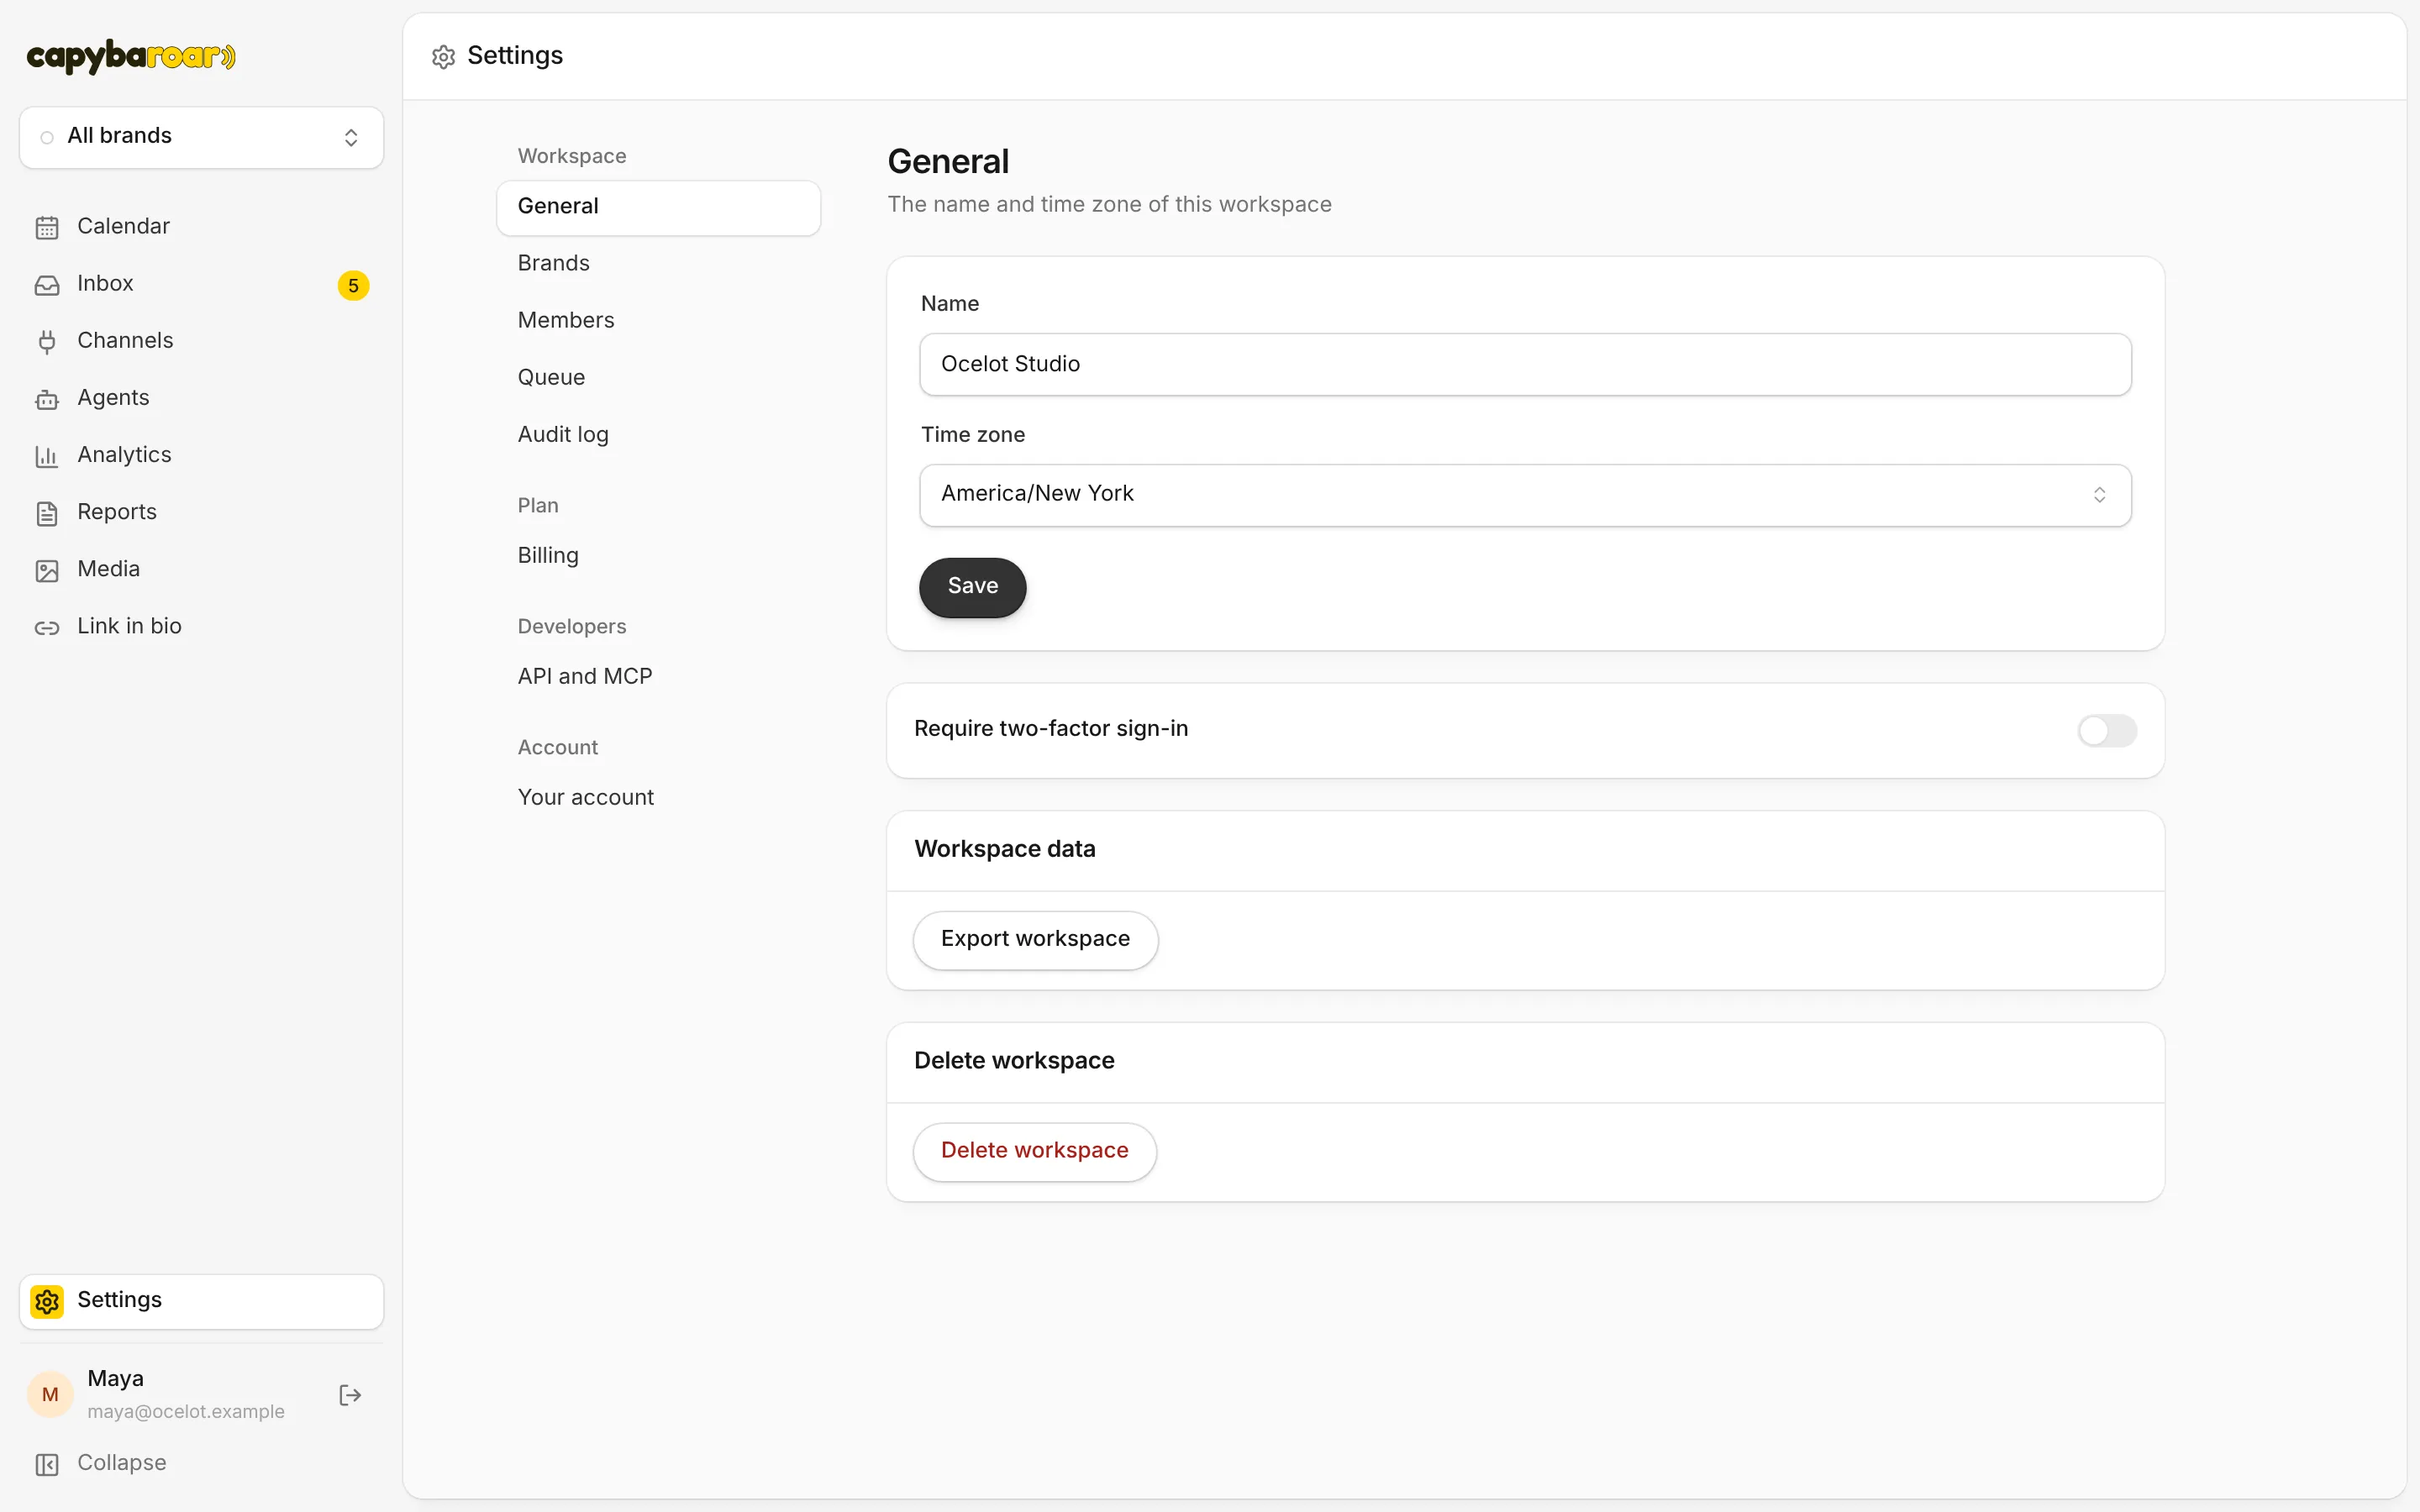 capybaroar
All brands
Calendar
Inbox
5
Channels
Agents
Analytics
Reports
Media
Link in bio
Settings
M
Maya
maya@ocelot.example
Collapse
Settings
Workspace
General
Brands
Members
Queue
Audit log
Plan
Billing
Developers
API and MCP
Account
Your account
General
The name and time zone of this workspace
Name
Ocelot Studio
Time zone
America/New York
Save
Require two-factor sign-in
Workspace data
Export workspace
Delete workspace
Delete workspace